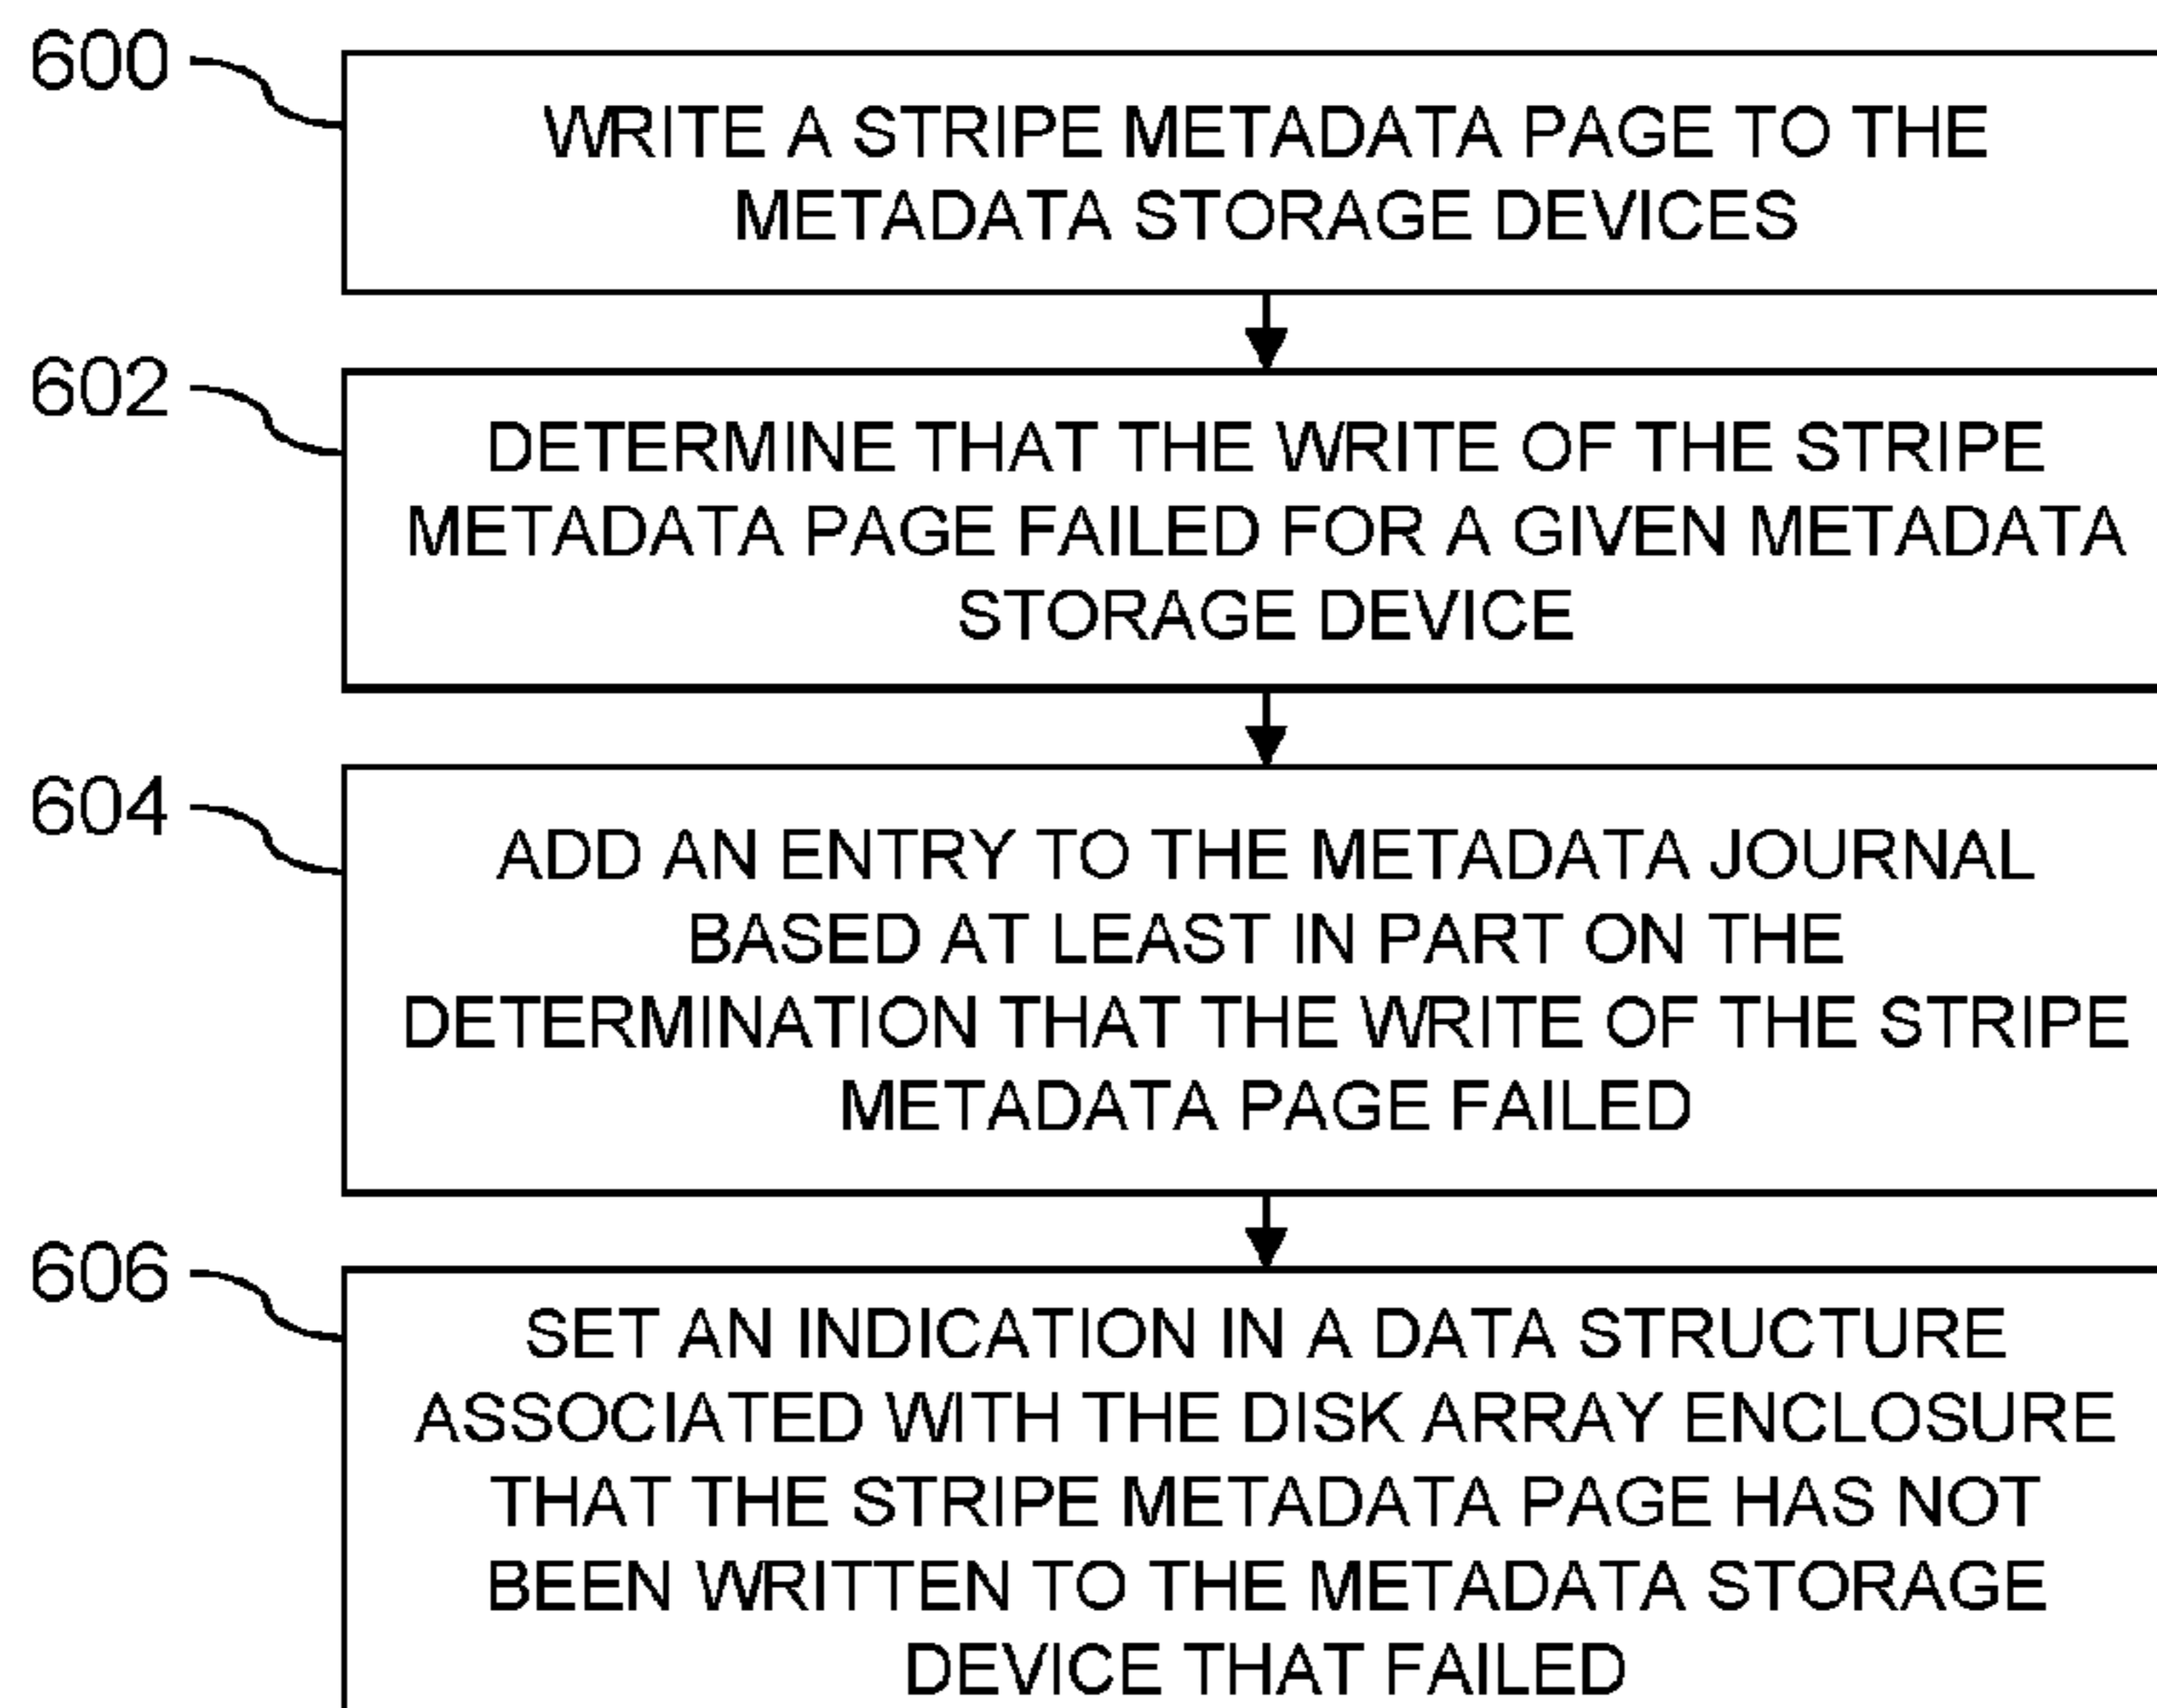 600
WRITE A STRIPE METADATA PAGE TO THE
METADATA STORAGE DEVICES
602
DETERMINE THAT THE WRITE OF THE STRIPE
METADATA PAGE FAILED FOR A GIVEN METADATA
STORAGE DEVICE
604
ADD AN ENTRY TO THE METADATA JOURNAL
BASED AT LEAST IN PART ON THE
DETERMINATION THAT THE WRITE OF THE STRIPE
METADATA PAGE FAILED
606
SET AN INDICATION IN A DATA STRUCTURE
ASSOCIATED WITH THE DISK ARRAY ENCLOSURE
THAT THE STRIPE METADATA PAGE HAS NOT
BEEN WRITTEN TO THE METADATA STORAGE
DEVICE THAT FAILED